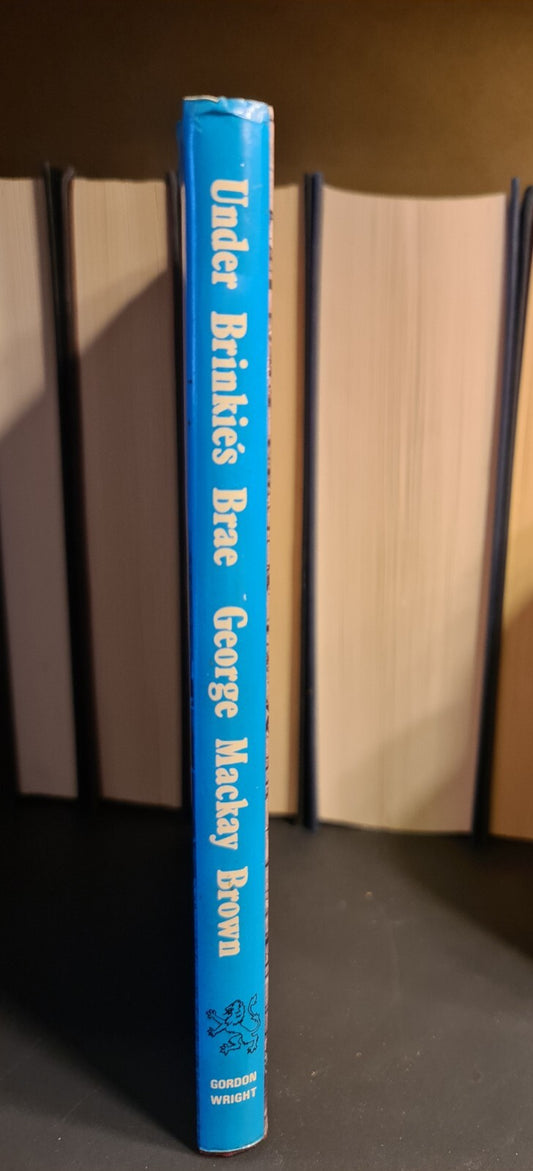 Under Brinkie's Brae George Mackay Brown
GORDON
WRIGHT